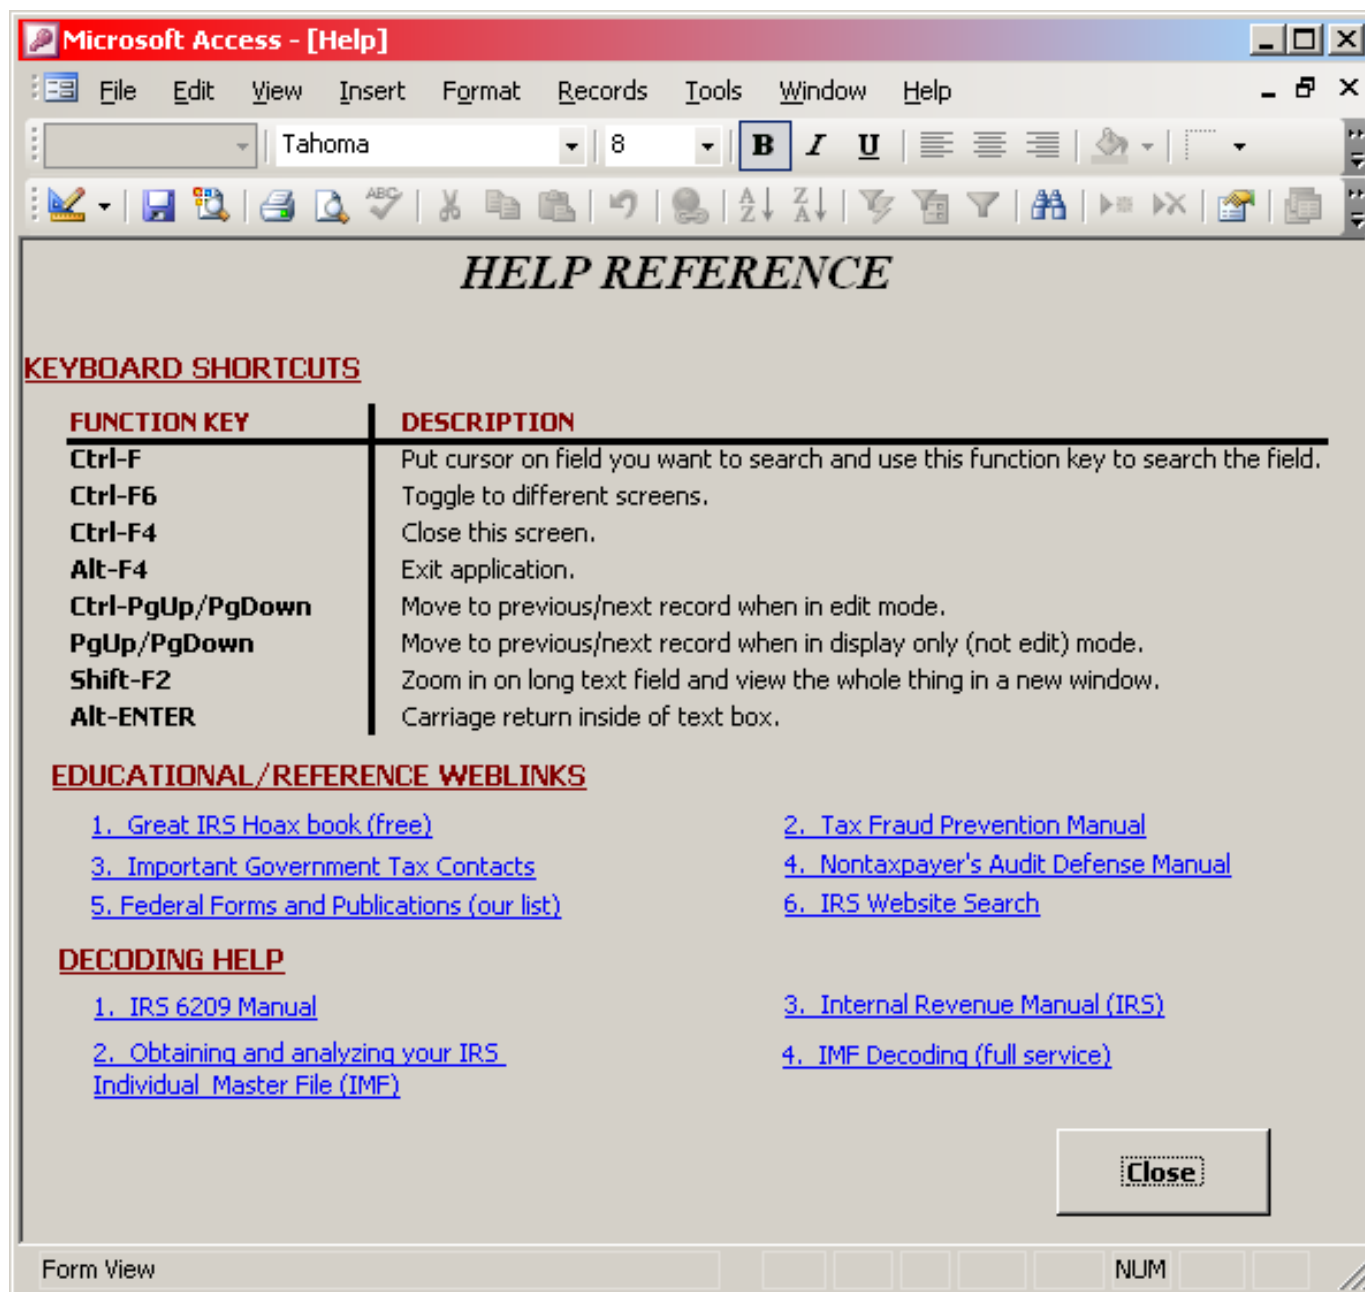 Microsoft Access - [Help]
File Edit View Insert Format Records Tools Window Help
Tahoma 8 B I U
ABC A Z Z A
HELP REFERENCE
KEYBOARD SHORTCUTS
FUNCTION KEY DESCRIPTION
Ctrl-F Put cursor on field you want to search and use this function key to search the field.
Ctrl-F6 Toggle to different screens.
Ctrl-F4 Close this screen.
Alt-F4 Exit application.
Ctrl-PgUp/PgDown Move to previous/next record when in edit mode.
PgUp/PgDown Move to previous/next record when in display only (not edit) mode.
Shift-F2 Zoom in on long text field and view the whole thing in a new window.
Alt-ENTER Carriage return inside of text box.
EDUCATIONAL/REFERENCE WEBLINKS
1. Great IRS Hoax book (free) 2. Tax Fraud Prevention Manual
3. Important Government Tax Contacts 4. Nontaxpayer's Audit Defense Manual
5. Federal Forms and Publications (our list) 6. IRS Website Search
DECODING HELP
1. IRS 6209 Manual 3. Internal Revenue Manual (IRS)
2. Obtaining and analyzing your IRS 4. IMF Decoding (full service)
Individual Master File (IMF)
Close
Form View NUM